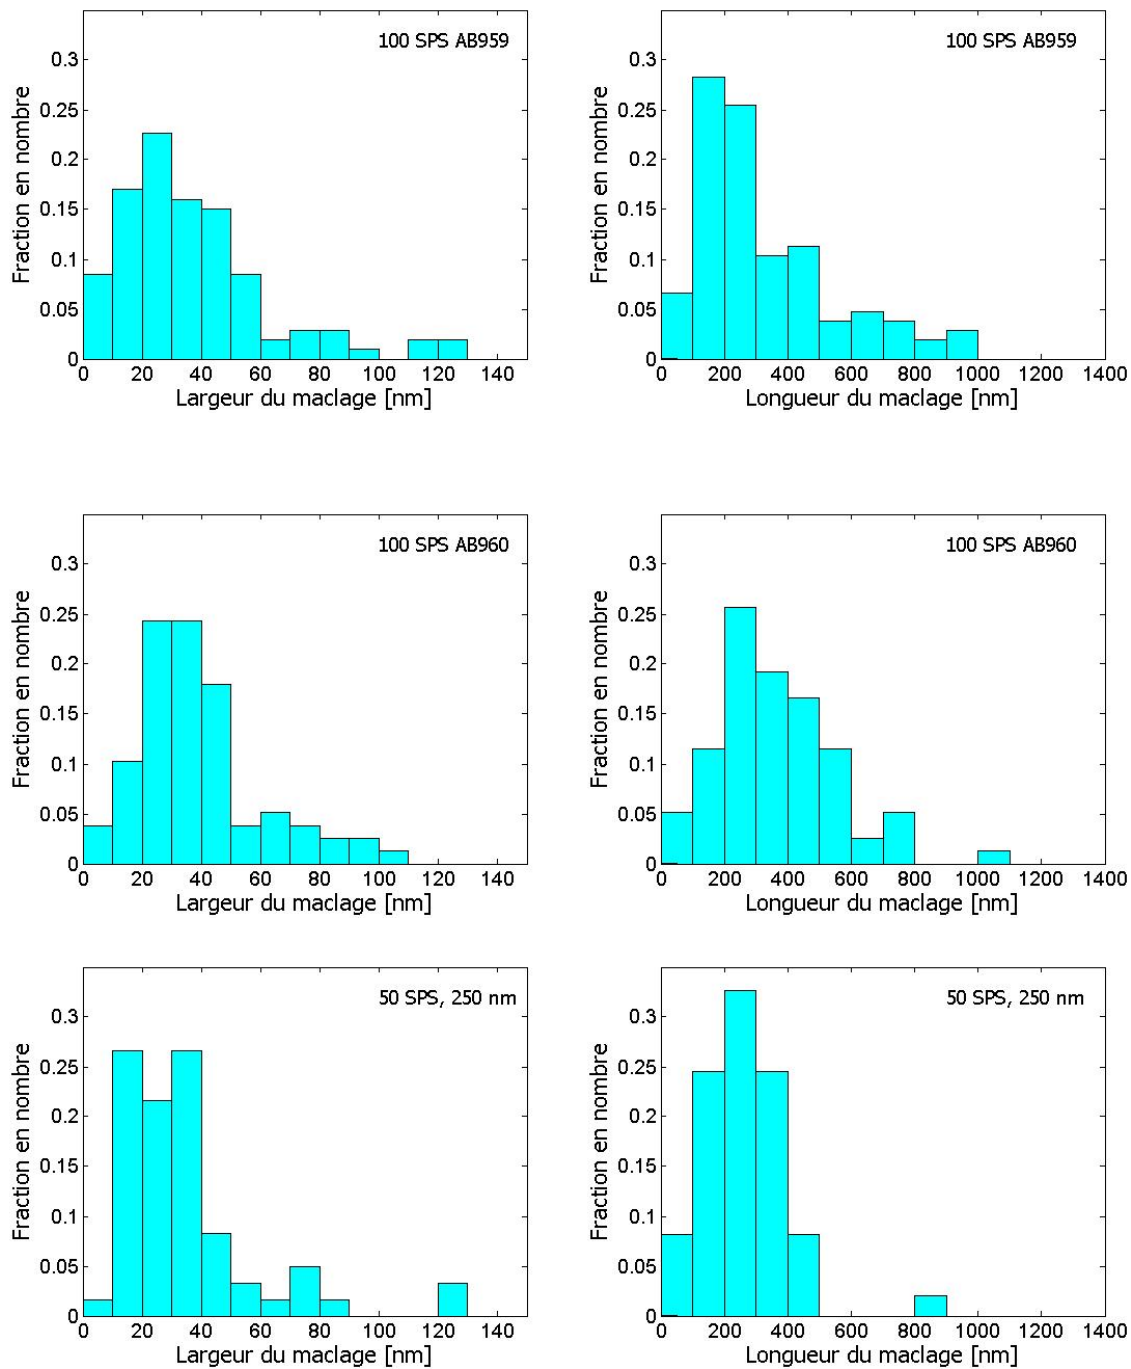 100 SPS AB959
Fraction en nombre
0.3
0.25
0.2
0.15
0.1
0.05
0
0 20 40 60 80 100 120 140
Largeur du maclage [nm]
100 SPS AB959
Fraction en nombre
0.3
0.25
0.2
0.15
0.1
0.05
0
0 200 400 600 800 1000 1200 1400
Longueur du maclage [nm]
100 SPS AB960
Fraction en nombre
0.3
0.25
0.2
0.15
0.1
0.05
0
0 20 40 60 80 100 120 140
Largeur du maclage [nm]
100 SPS AB960
Fraction en nombre
0.3
0.25
0.2
0.15
0.1
0.05
0
0 200 400 600 800 1000 1200 1400
Longueur du maclage [nm]
50 SPS, 250 nm
Fraction en nombre
0.3
0.25
0.2
0.15
0.1
0.05
0
0 20 40 60 80 100 120 140
Largeur du maclage [nm]
50 SPS, 250 nm
Fraction en nombre
0.3
0.25
0.2
0.15
0.1
0.05
0
0 200 400 600 800 1000 1200 1400
Longueur du maclage [nm]